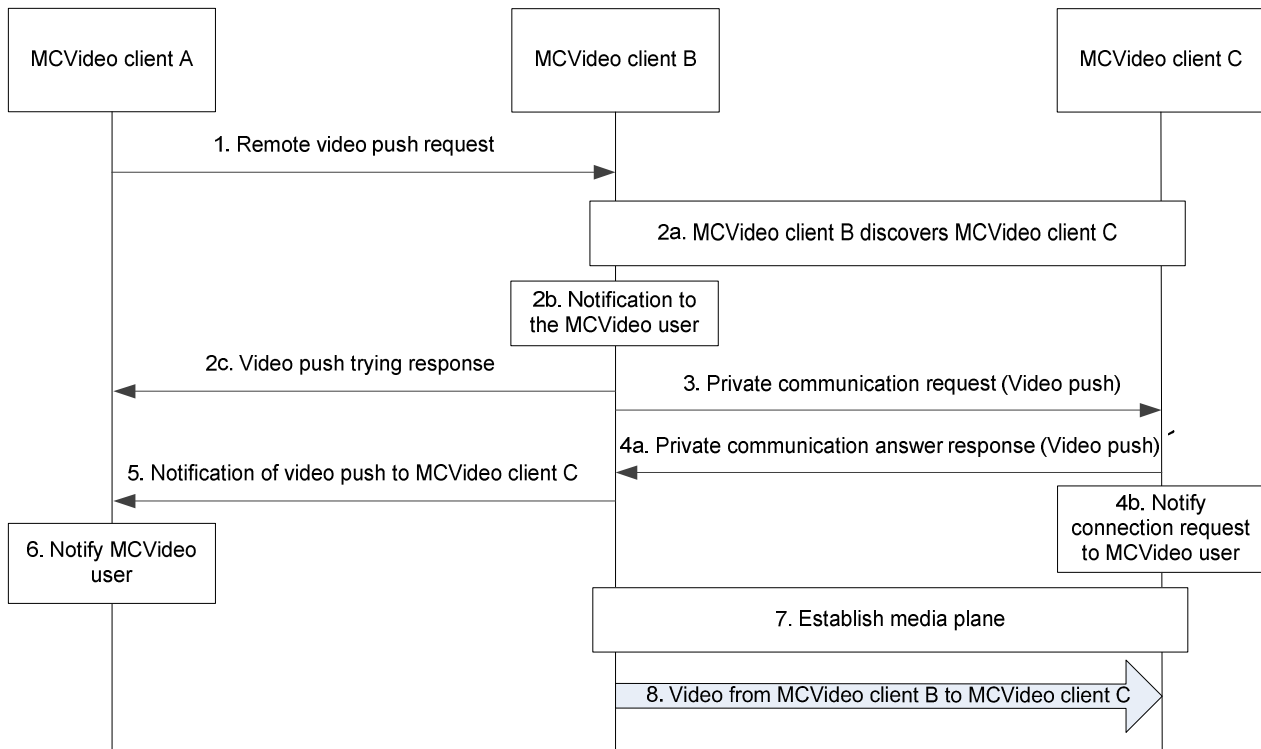 MCVideo client A
MCVideo client B
MCVideo client C
1. Remote video push request
2a. MCVideo client B discovers MCVideo client C
2b. Notification to
the MCVideo user
2c. Video push trying response
3. Private communication request (Video push)
4a. Private communication answer response (Video push)
5. Notification of video push to MCVideo client C
4b. Notify
connection request
to MCVideo user
6. Notify MCVideo
user
7. Establish media plane
8. Video from MCVideo client B to MCVideo client C